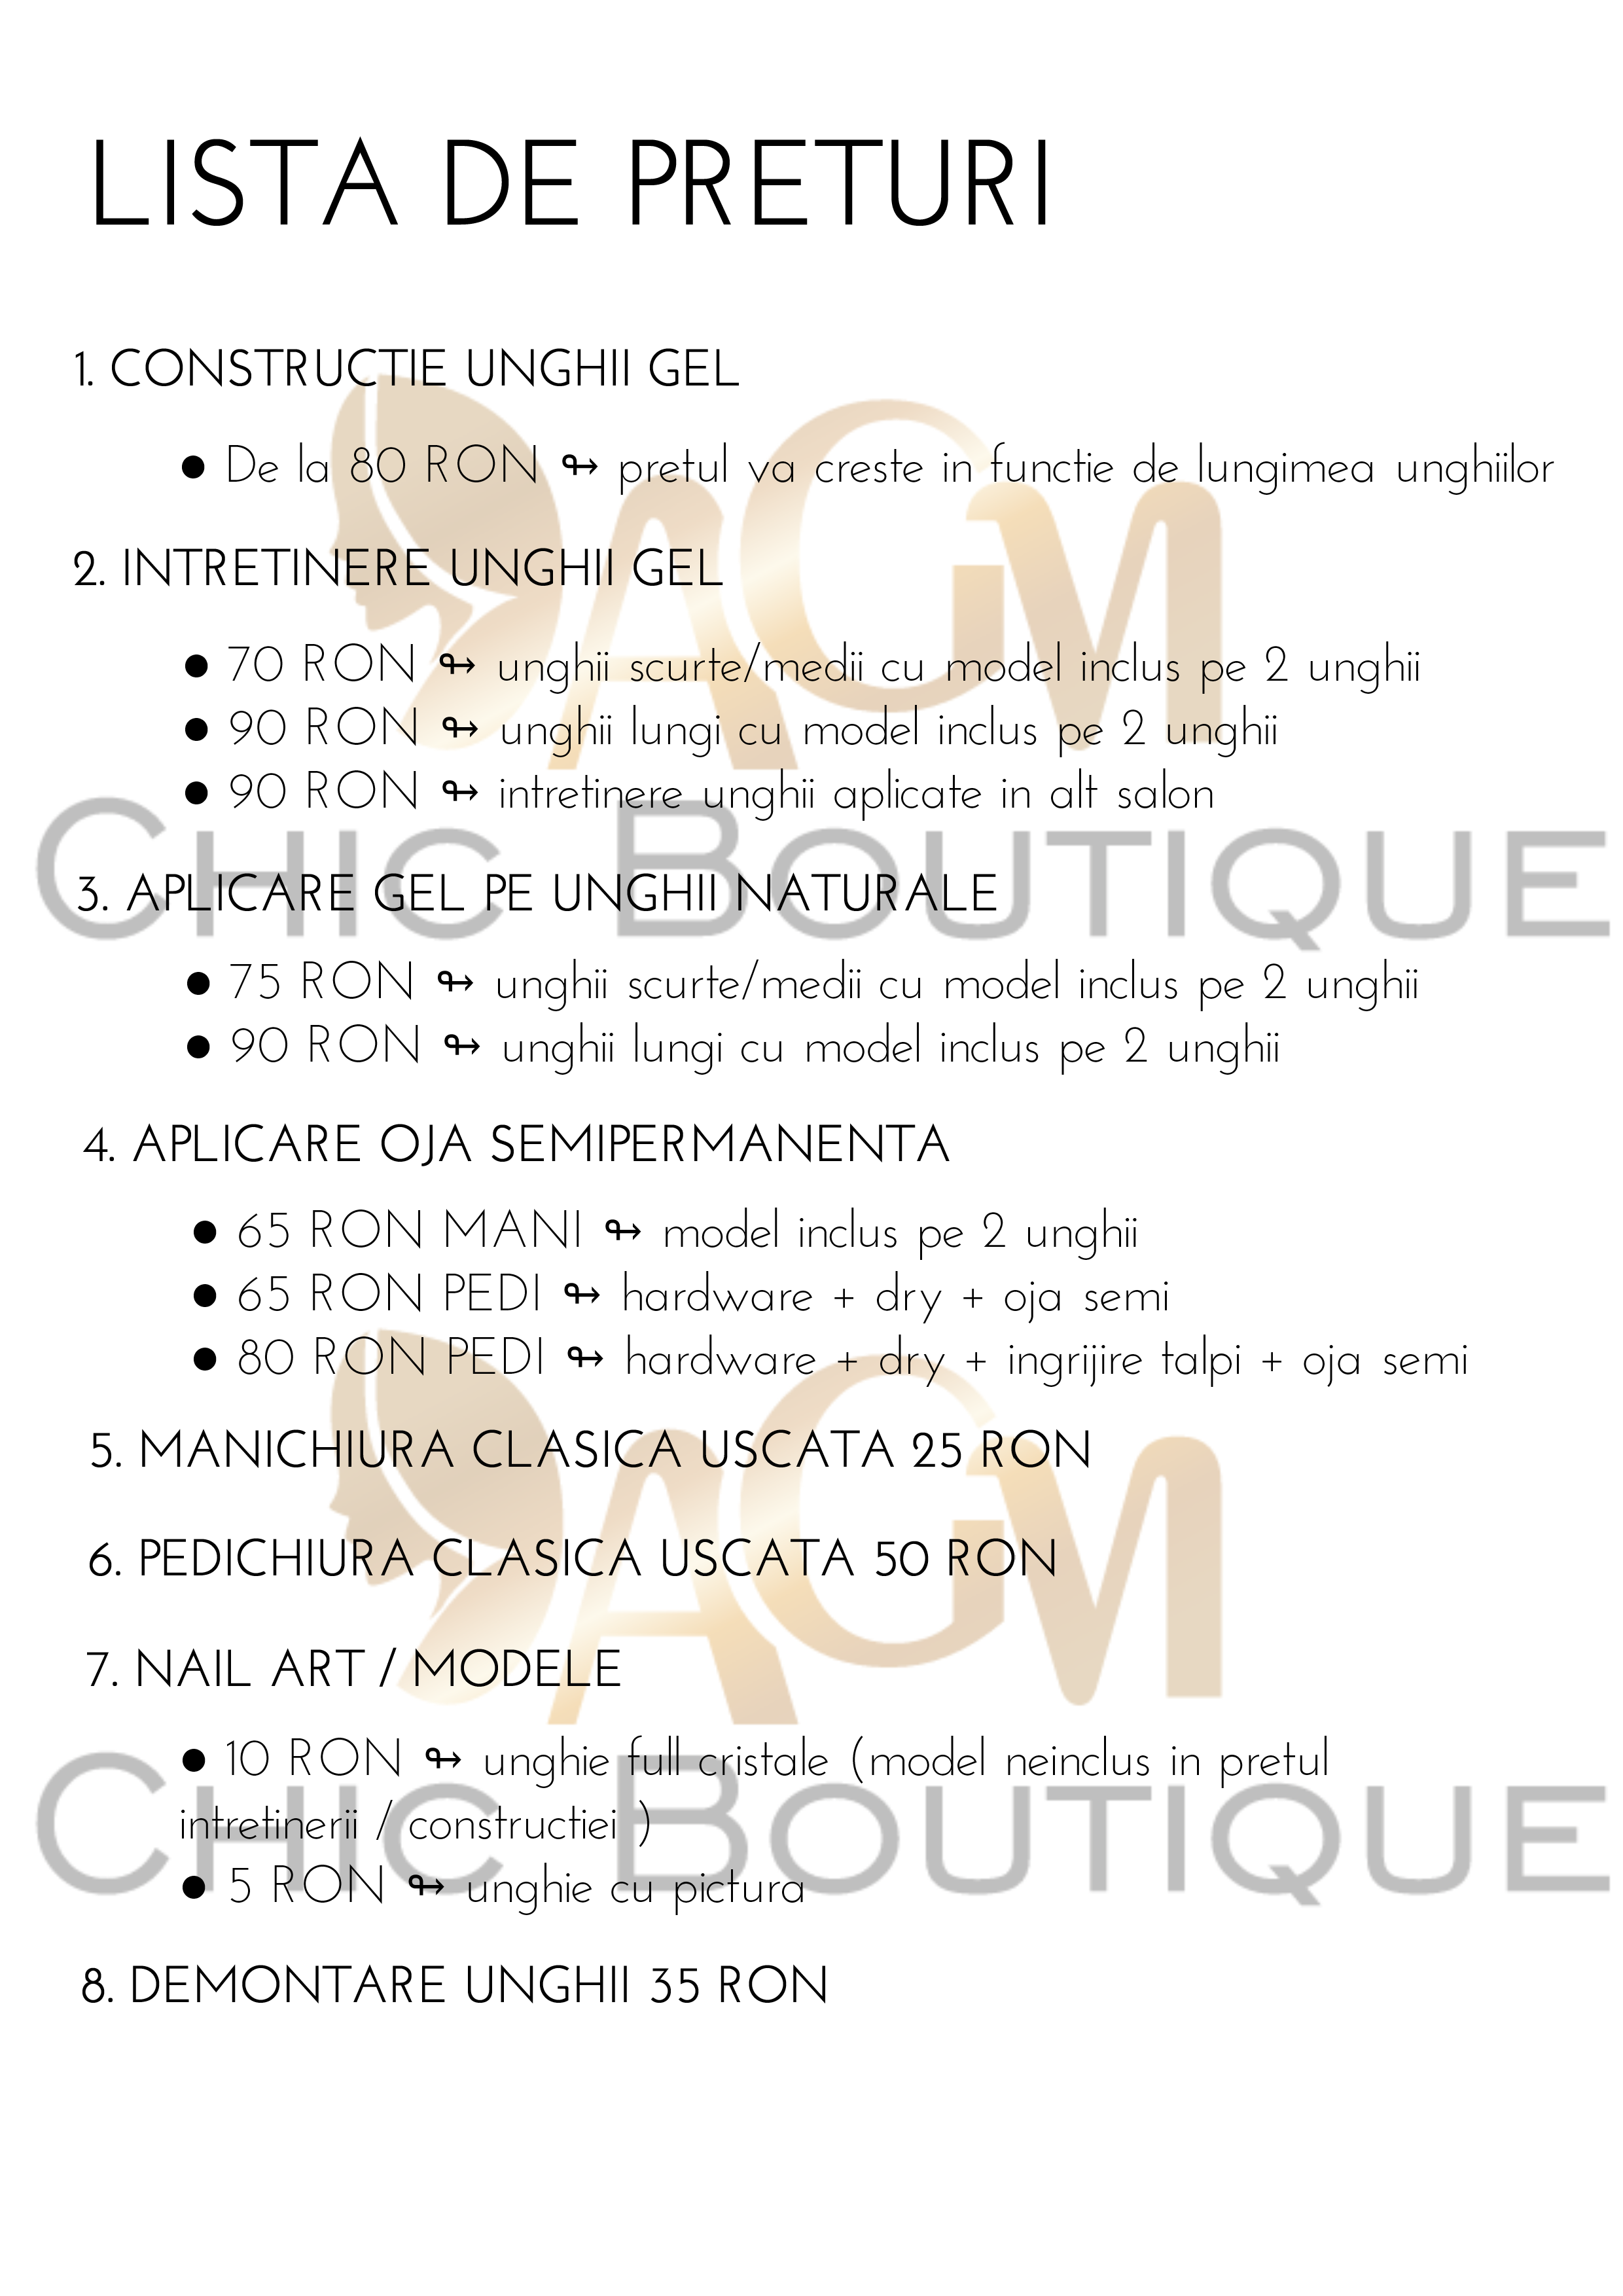 LISTA DE PRETURI
1. CONSTRUCTIE UNGHII GEL
● De la 80 RON ↬ pretul va creste in functie de lungimea unghiilor
2. INTRETINERE UNGHII GEL
● 70 RON ↬ unghii scurte/medii cu model inclus pe 2 unghii
● 90 RON ↬ unghii lungi cu model inclus pe 2 unghii
● 90 RON ↬ intretinere unghii aplicate in alt salon
AGM
CHIC BOUTIQUE
3. APLICARE GEL PE UNGHII NATURALE
● 75 RON ↬ unghii scurte/medii cu model inclus pe 2 unghii
● 90 RON ↬ unghii lungi cu model inclus pe 2 unghii
4. APLICARE OJA SEMIPERMANENTA
● 65 RON MANI ↬ model inclus pe 2 unghii
● 65 RON PEDI ↬ hardware + dry + oja semi
● 80 RON PEDI ↬ hardware + dry + ingrijire talpi + oja semi
5. MANICHIURA CLASICA USCATA 25 RON
6. PEDICHIURA CLASICA USCATA 50 RON
7. NAIL ART / MODELE
AGM
● 10 RON ↬ unghie full cristale (model neinclus in pretul
intretinerii / constructiei )
CHIC BOUTIQUE
● 5 RON ↬ unghie cu pictura
8. DEMONTARE UNGHII 35 RON